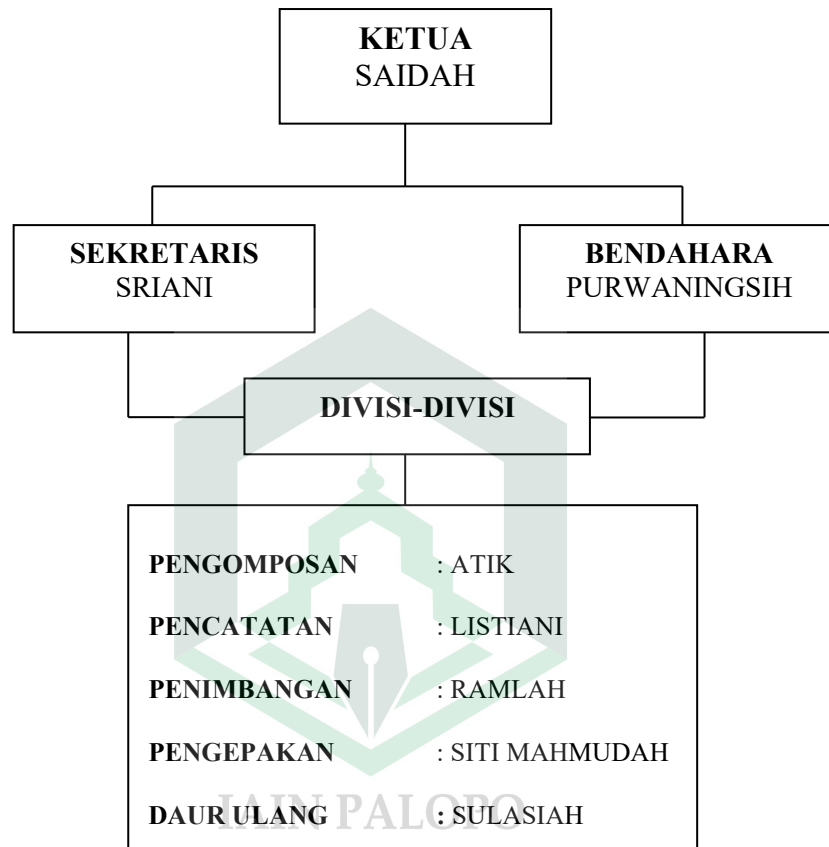 KETUA
SAIDAH
SEKRETARIS
SRIANI
BENDAHARA
PURWANINGSIH
DIVISI-DIVISI
PENGOMPOSAN : ATIK
PENCATATAN : LISTIANI
PENIMBANGAN : RAMLAH
PENGEPAKAN : SITI MAHMUDAH
DAUR ULANG : SULASIAH
IAIN PALOPO